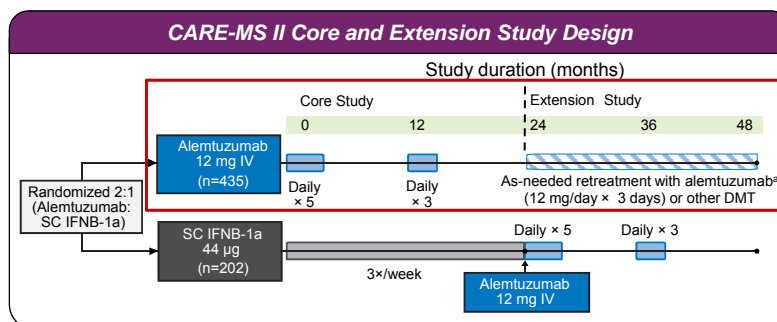 CARE-MS II Core and Extension Study Design
Study duration (months)
Core Study
Extension Study
0 12 24 36 48
Alemtuzumab
12 mg IV
(n=435)
Daily
× 5
Daily
× 3
As-needed retreatment with alemtuzumabᵃ
(12 mg/day × 3 days) or other DMT
Randomized 2:1
(Alemtuzumab:
SC IFNB-1a)
SC IFNB-1a
44 µg
(n=202)
3×/week
Daily × 5
Daily × 3
Alemtuzumab
12 mg IV